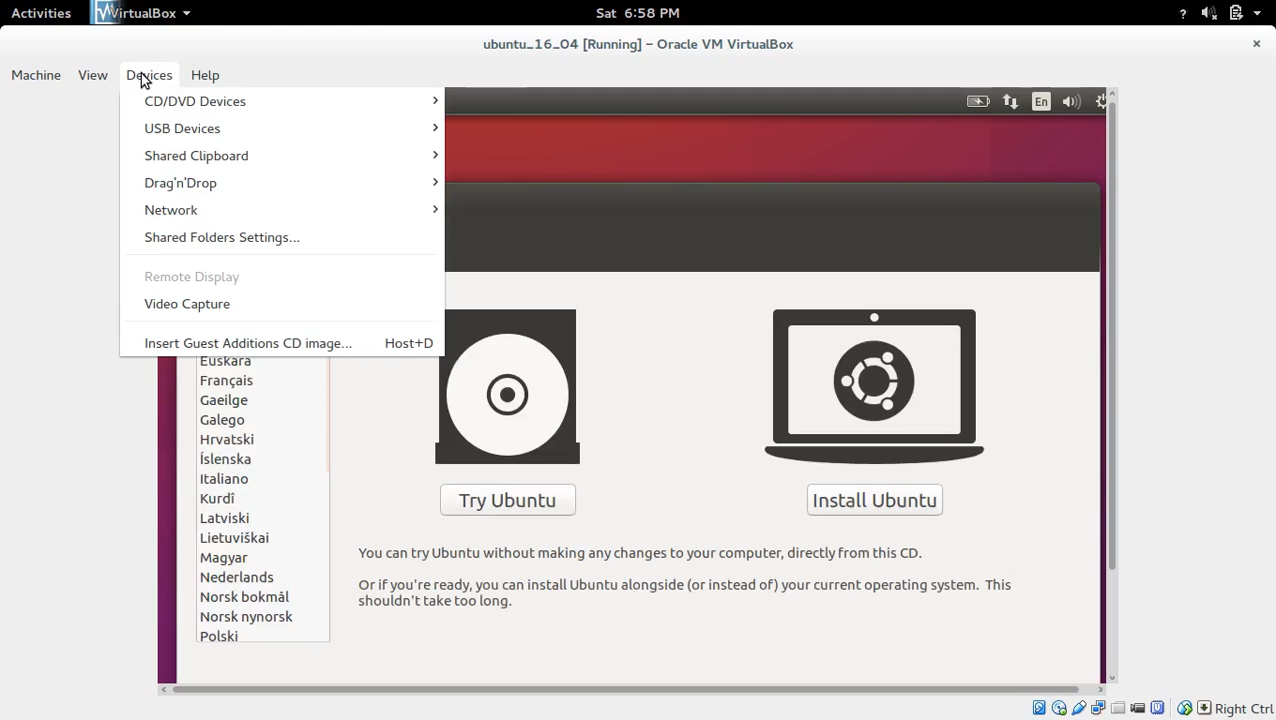 Activities VirtualBox Sat 6:58 PM ?
ubuntu_16_04 [Running] – Oracle VM VirtualBox ×
Machine View Devices Help
CD/DVD Devices
USB Devices
Shared Clipboard
Drag'n'Drop
Network
Shared Folders Settings...
Remote Display
Video Capture
Insert Guest Additions CD image... Host+D
En
Euskara
Français
Gaeilge
Galego
Hrvatski
Íslenska
Italiano
Kurdî
Latviski
Lietuviškai
Magyar
Nederlands
Norsk bokmål
Norsk nynorsk
Polski
Try Ubuntu
Install Ubuntu
You can try Ubuntu without making any changes to your computer, directly from this CD.
Or if you're ready, you can install Ubuntu alongside (or instead of) your current operating system. This
shouldn't take too long.
Right Ctrl